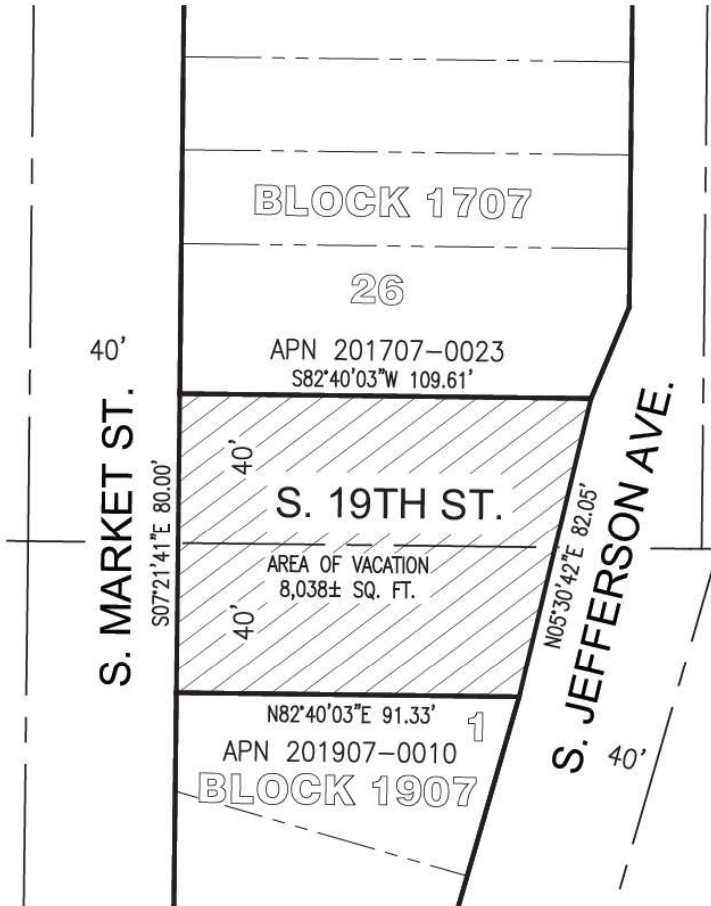 BLOCK 1707
26
40'
APN 201707-0023
S82°40'03"W 109.61'
S. MARKET ST.
S07°21'41"E 80.00'
40'
S. 19TH ST.
AREA OF VACATION
8,038± SQ. FT.
40'
N05°30'42"E 82.05'
S. JEFFERSON AVE.
N82°40'03"E 91.33'
1
APN 201907-0010
40'
BLOCK 1907